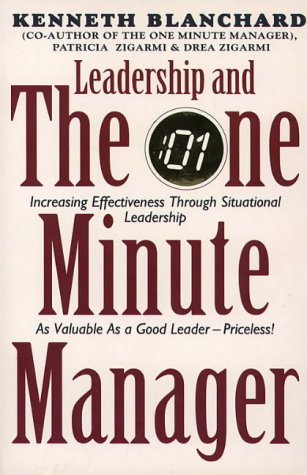 KENNETH BLANCHARD
(CO-AUTHOR OF THE ONE MINUTE MANAGER),
PATRICIA ZIGARMI & DREA ZIGARMI
Leadership and
The One
:01
Increasing Effectiveness Through Situational
Leadership
Minute
As Valuable As a Good Leader – Priceless!
Manager